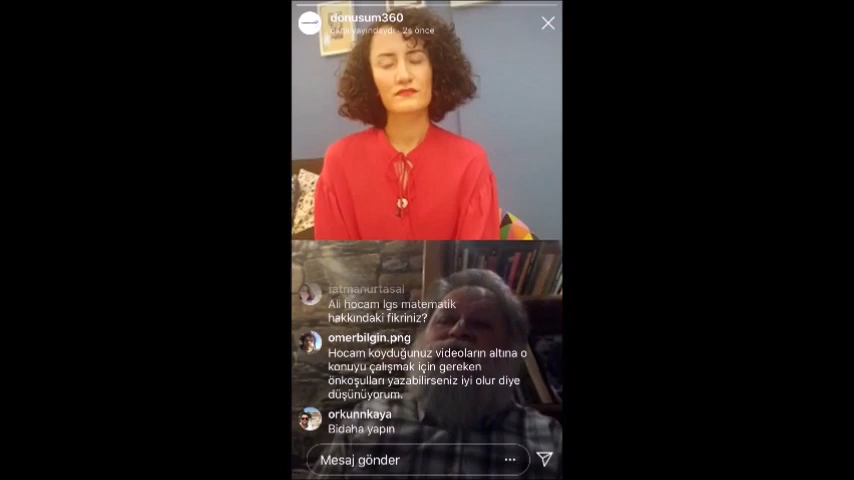 donusum360
canlı yayındaydı · 2s önce
fatmanurtasal
Ali hocam lgs matematik
hakkındaki fikriniz?
omerbilgin.png
Hocam koyduğunuz videoların altına o
konuyu çalışmak için gereken
önkoşulları yazabilirseniz iyi olur diye
düşünüyorum.
orkunnkaya
Bidaha yapın
Mesaj gönder